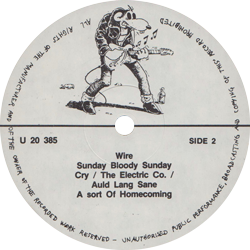 ALL RIGHTS OF THE MANUFACTURER AND OF THE OWNER OF THE RECORDED WORK RESERVED – UNAUTHORISED PUBLIC PERFORMANCE, BROADCASTING AND COPYING OF THIS RECORD PROHIBITED
U 20 385
SIDE 2
Wire
Sunday Bloody Sunday
Cry / The Electric Co. /
Auld Lang Sane
A sort Of Homecoming